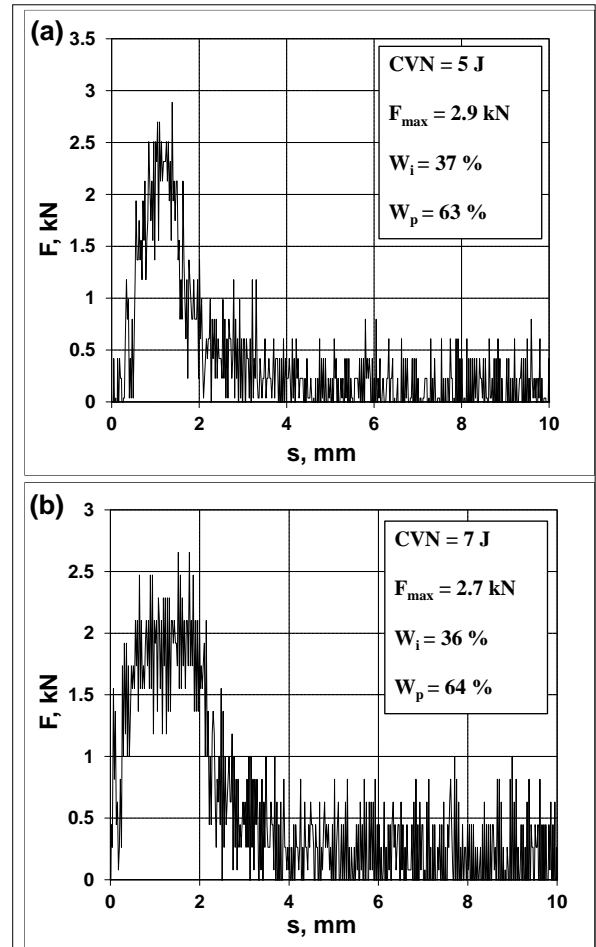 (a)
3.5
3
2.5
2
1.5
1
0.5
0
F, kN
CVN = 5 J
Fmax = 2.9 kN
Wi = 37 %
Wp = 63 %
0 2 4 6 8 10
s, mm
(b)
3
2.5
2
1.5
1
0.5
0
F, kN
CVN = 7 J
Fmax = 2.7 kN
Wi = 36 %
Wp = 64 %
0 2 4 6 8 10
s, mm